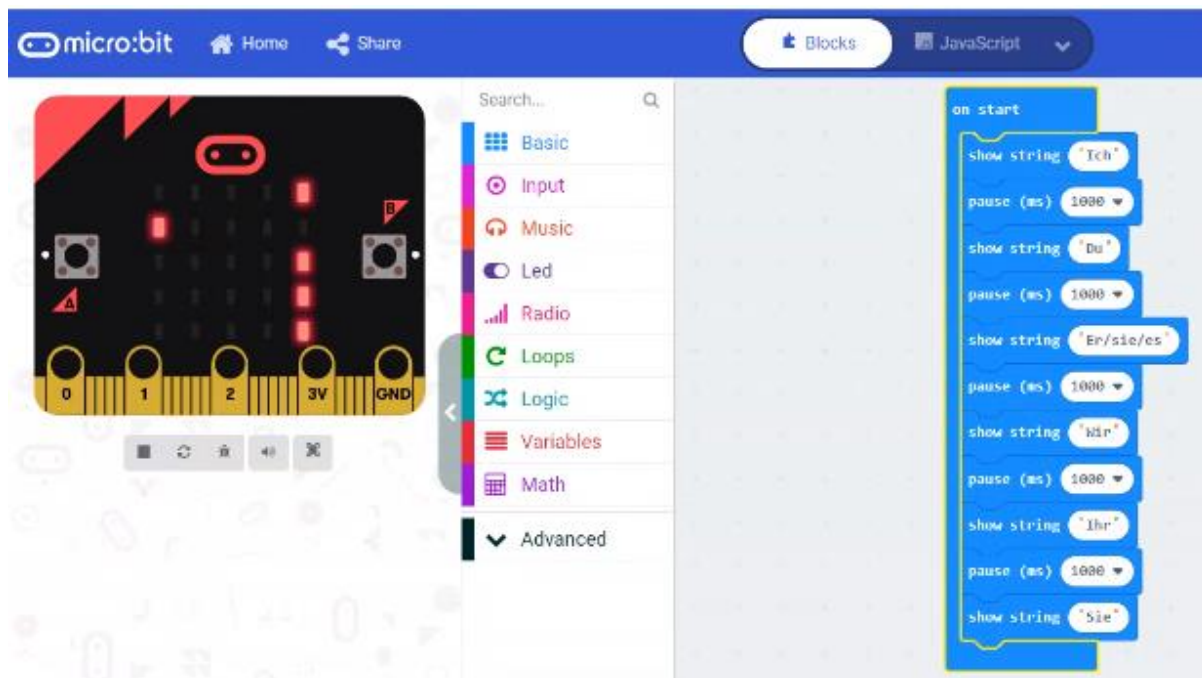 micro:bit Home Share Blocks JavaScript
Search...
Basic
Input
Music
Led
Radio
Loops
Logic
Variables
Math
Advanced
B
A
0 1 2 3V GND
on start
show string "Ich"
pause (ms) 1000
show string "Du"
pause (ms) 1000
show string "Er/sie/es"
pause (ms) 1000
show string "Wir"
pause (ms) 1000
show string "Ihr"
pause (ms) 1000
show string "Sie"